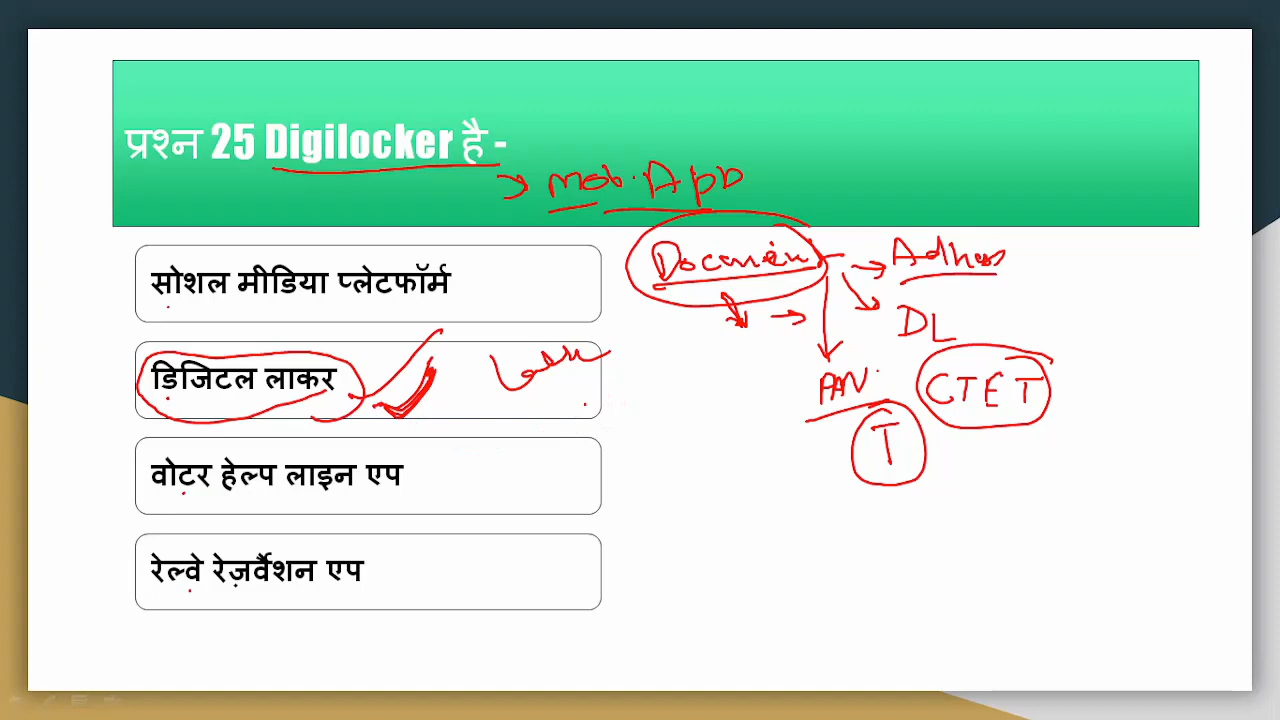 प्रश्न 25 Digilocker है -
→ Mob. App
Document → Adhar
→ DL
सोशल मीडिया प्लेटफॉर्म
डिजिटल लाकर
PAN
CTET
T
वोटर हेल्प लाइन एप
रेल्वे रेज़र्वैशन एप